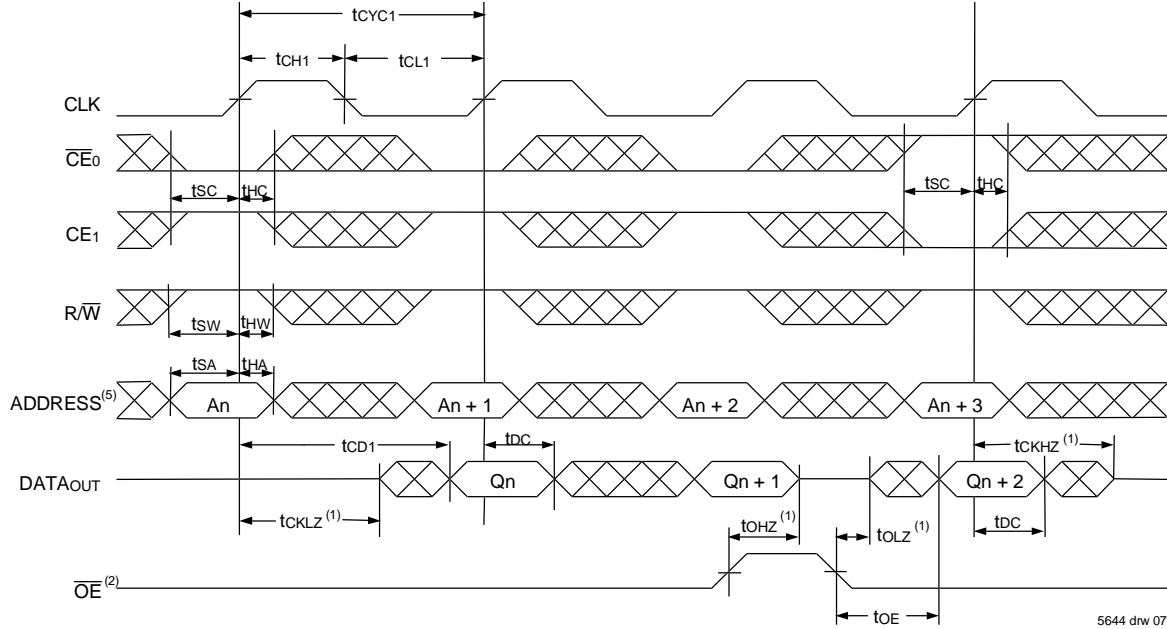 tCYC1
tCH1 tCL1
CLK
CE0
tSC tHC tSC tHC
CE1
R/W
tSW tHW
tSA tHA
ADDRESS(5) An An + 1 An + 2 An + 3
tCD1 tDC tCKHZ(1)
DATAOUT Qn Qn + 1 Qn + 2
tCKLZ(1) tOHZ(1) tOLZ(1) tDC
OE(2)
tOE
5644 drw 07